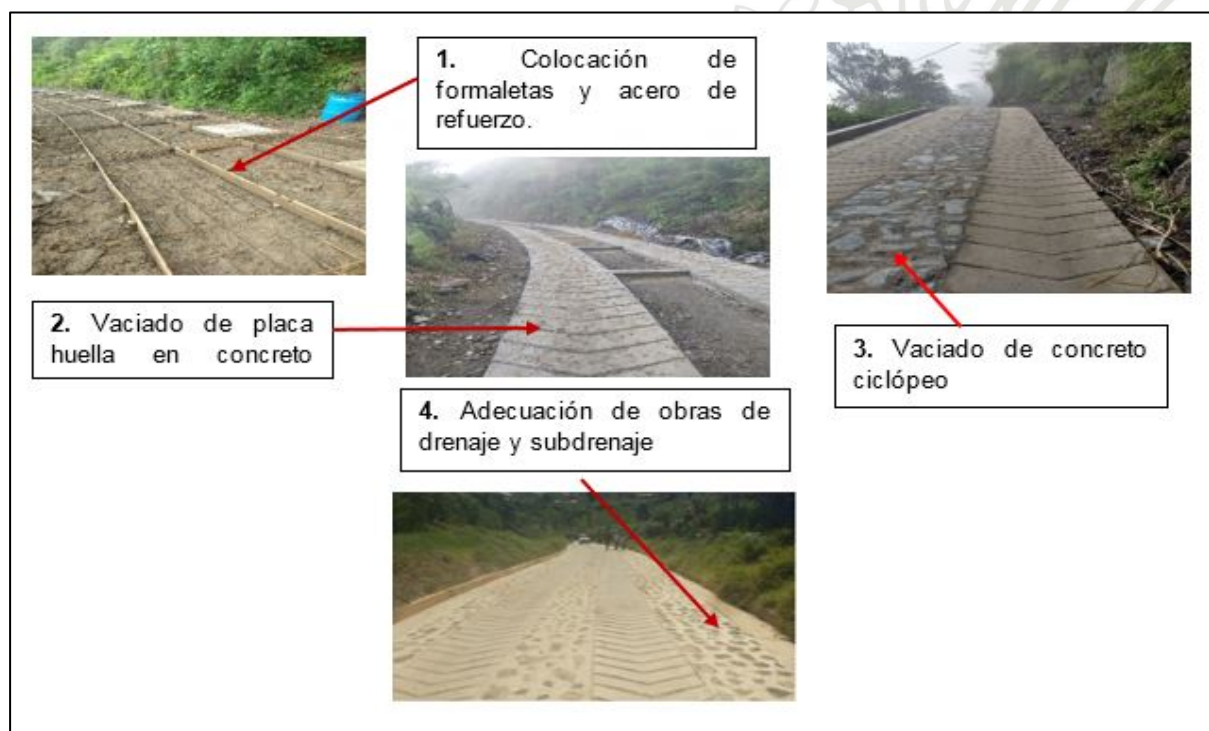 1. Colocación de
formaletas y acero de
refuerzo.
2. Vaciado de placa
huella en concreto
3. Vaciado de concreto
ciclópeo
4. Adecuación de obras de
drenaje y subdrenaje